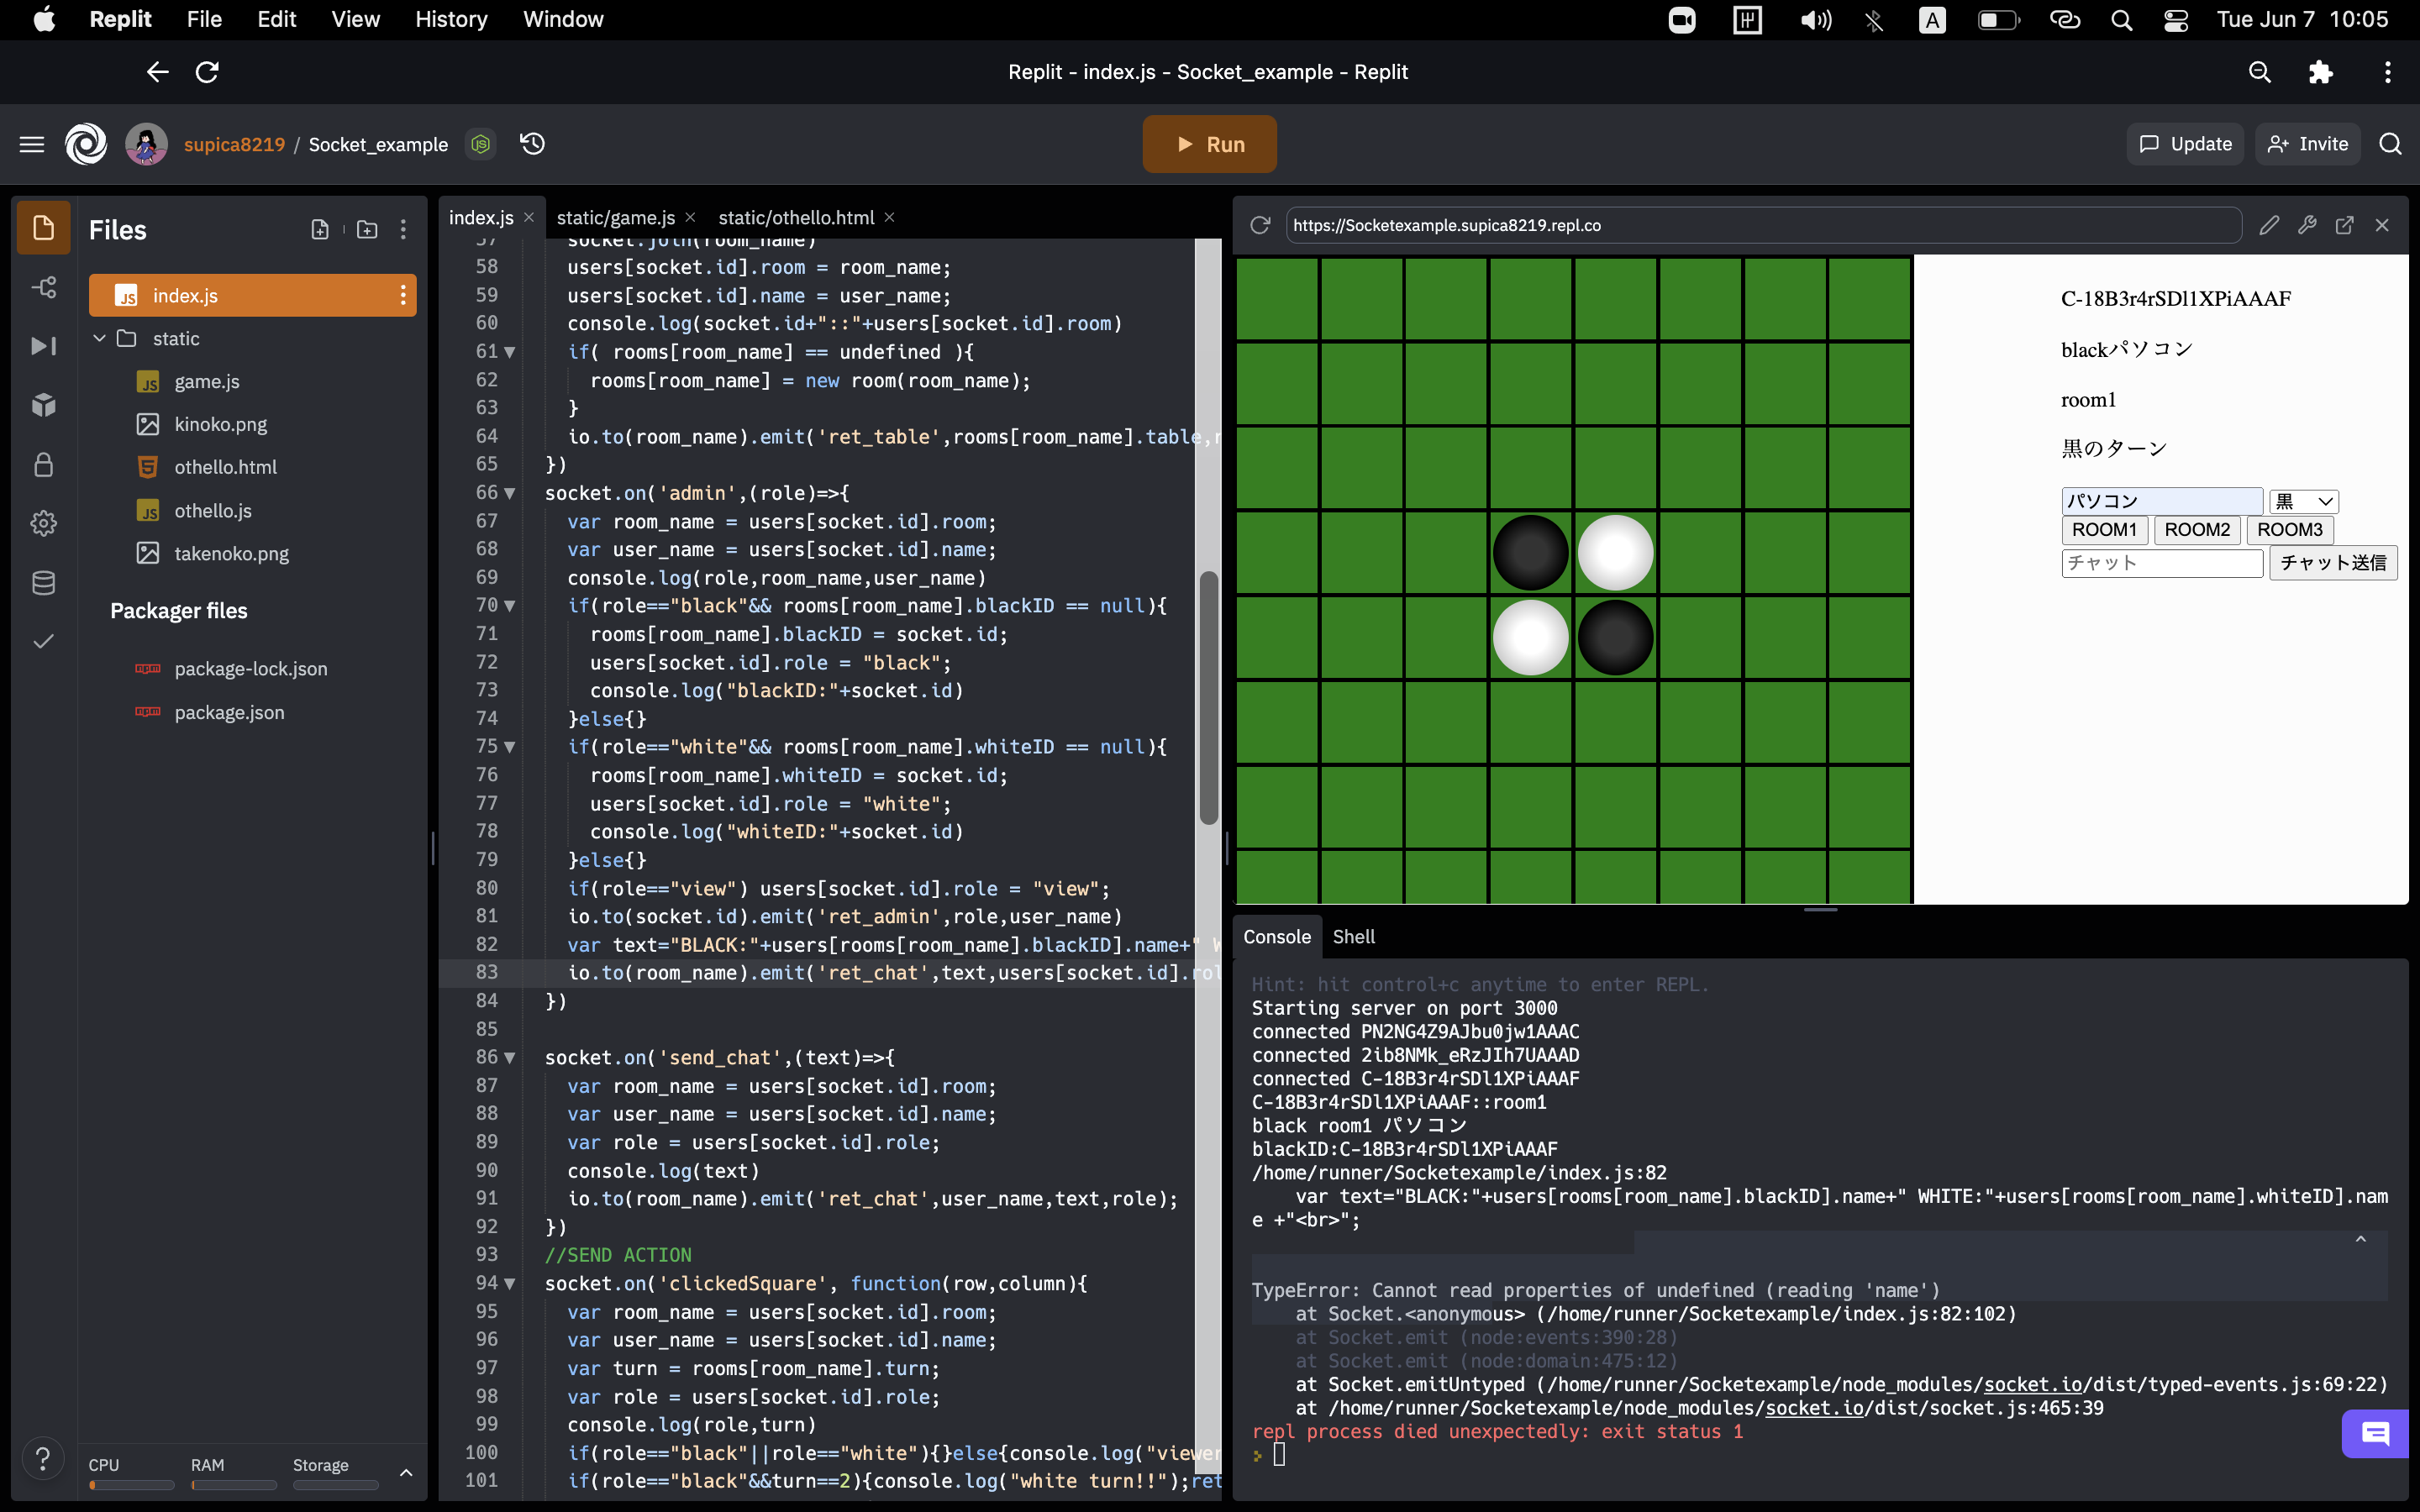 Replit File Edit View History Window
A Tue Jun 7 10:05
Replit - index.js - Socket_example - Replit
supica8219 / Socket_example
Run
Update
Invite
Files
index.js
static
game.js
kinoko.png
othello.html
othello.js
takenoko.png
Packager files
package-lock.json
package.json
CPU RAM Storage
index.js static/game.js static/othello.html
57 socket.join(room_name)
58 users[socket.id].room = room_name;
59 users[socket.id].name = user_name;
60 console.log(socket.id+"::"+users[socket.id].room)
61 if( rooms[room_name] == undefined ){
62 rooms[room_name] = new room(room_name);
63 }
64 io.to(room_name).emit('ret_table',rooms[room_name].table,r
65 })
66 socket.on('admin',(role)=>{
67 var room_name = users[socket.id].room;
68 var user_name = users[socket.id].name;
69 console.log(role,room_name,user_name)
70 if(role=="black"&& rooms[room_name].blackID == null){
71 rooms[room_name].blackID = socket.id;
72 users[socket.id].role = "black";
73 console.log("blackID:"+socket.id)
74 }else{}
75 if(role=="white"&& rooms[room_name].whiteID == null){
76 rooms[room_name].whiteID = socket.id;
77 users[socket.id].role = "white";
78 console.log("whiteID:"+socket.id)
79 }else{}
80 if(role=="view") users[socket.id].role = "view";
81 io.to(socket.id).emit('ret_admin',role,user_name)
82 var text="BLACK:"+users[rooms[room_name].blackID].name+" W
83 io.to(room_name).emit('ret_chat',text,users[socket.id].rol
84 })
85
86 socket.on('send_chat',(text)=>{
87 var room_name = users[socket.id].room;
88 var user_name = users[socket.id].name;
89 var role = users[socket.id].role;
90 console.log(text)
91 io.to(room_name).emit('ret_chat',user_name,text,role);
92 })
93 //SEND ACTION
94 socket.on('clickedSquare', function(row,column){
95 var room_name = users[socket.id].room;
96 var user_name = users[socket.id].name;
97 var turn = rooms[room_name].turn;
98 var role = users[socket.id].role;
99 console.log(role,turn)
100 if(role=="black"||role=="white"){}else{console.log("viewer
101 if(role=="black"&&turn==2){console.log("white turn!!");ret
https://Socketexample.supica8219.repl.co
C-18B3r4rSDl1XPiAAAF
blackパソコン
room1
黒のターン
パソコン 黒
ROOM1 ROOM2 ROOM3
チャット チャット送信
Console Shell
Hint: hit control+c anytime to enter REPL.
Starting server on port 3000
connected PN2NG4Z9AJbu0jw1AAAC
connected 2ib8NMk_eRzJIh7UAAAD
connected C-18B3r4rSDl1XPiAAAF
C-18B3r4rSDl1XPiAAAF::room1
black room1 パソコン
blackID:C-18B3r4rSDl1XPiAAAF
/home/runner/Socketexample/index.js:82
var text="BLACK:"+users[rooms[room_name].blackID].name+" WHITE:"+users[rooms[room_name].whiteID].nam
e +"<br>";
TypeError: Cannot read properties of undefined (reading 'name')
at Socket.<anonymous> (/home/runner/Socketexample/index.js:82:102)
at Socket.emit (node:events:390:28)
at Socket.emit (node:domain:475:12)
at Socket.emitUntyped (/home/runner/Socketexample/node_modules/socket.io/dist/typed-events.js:69:22)
at /home/runner/Socketexample/node_modules/socket.io/dist/socket.js:465:39
repl process died unexpectedly: exit status 1